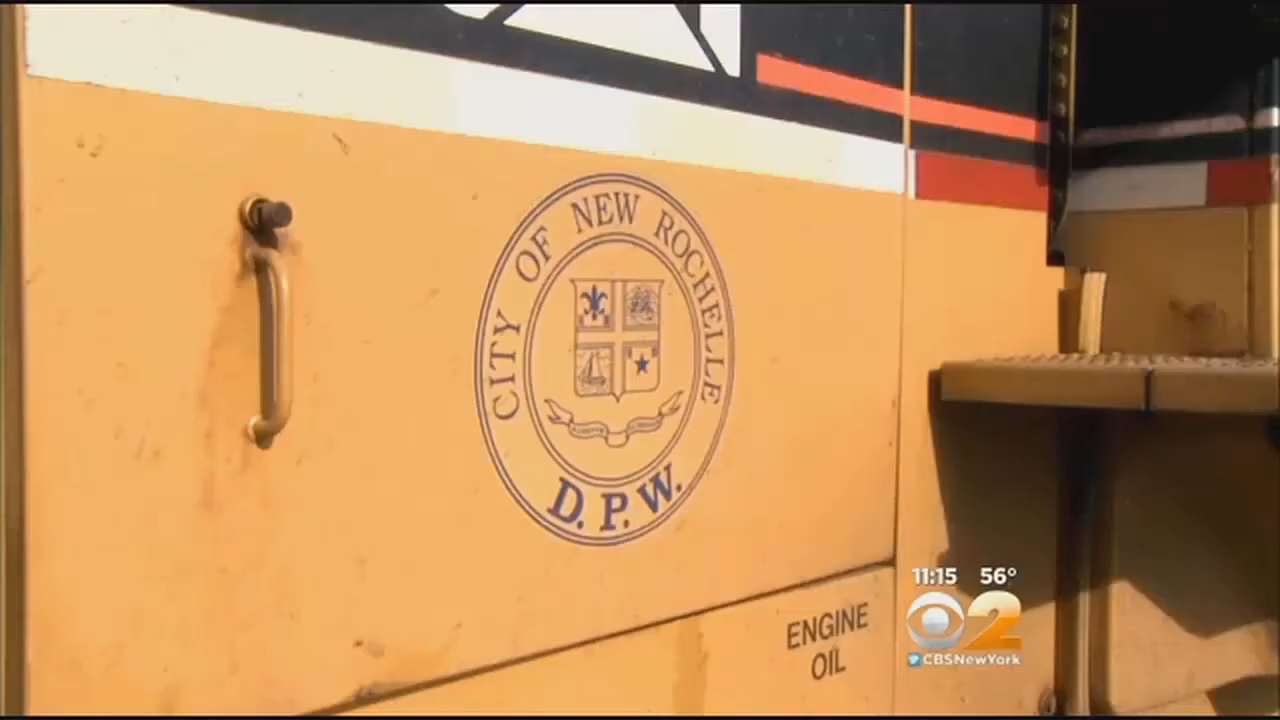 CITY OF NEW ROCHELLE
D.P.W.
ENGINE
OIL
11:15 56°
2
CBSNewYork